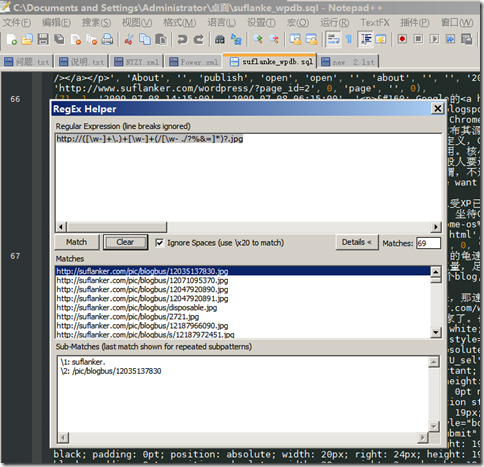 C:\Documents and Settings\Administrator\桌面\suflanke_wpdb.sql - Notepad++
文件(F) 编辑(E) 搜索(S) 视图(V) 格式(M) 语言(L) 设置(T) 宏(O) 运行(R) TextFX 插件(P) 窗口(W)
问题.txt 说明.txt NTZY.xml Power.xml suflanke_wpdb.sql new 2.lst
/></a></p>', 'About', '', 'publish', 'open', 'open', '', 'about', '', '', '20
'http://www.suflanker.com/wordpress/?page_id=2', 0, 'page', '', 0),
66
RegEx Helper
Regular Expression (line breaks ignored)
http://([\w-]+\.)+[\w-]+(/[\w- ./?%&=]*)?.jpg
Match Clear Ignore Spaces (use \x20 to match) Details « Matches: 69
67
Matches
http://suflanker.com/pic/blogbus/12035137830.jpg
http://suflanker.com/pic/blogbus/12071095370.jpg
http://suflanker.com/pic/blogbus/12047920890.jpg
http://suflanker.com/pic/blogbus/12047920891.jpg
http://suflanker.com/pic/blogbus/disposable.jpg
http://suflanker.com/pic/blogbus/2721.jpg
http://suflanker.com/pic/blogbus/12187966090.jpg
http://suflanker.com/pic/blogbus/s/12187972451.jpg
Sub-Matches (last match shown for repeated subpatterns)
\1: suflanker.
\2: /pic/blogbus/12035137830
black; padding: 0pt; position: absolute; width: 20px; right: 24px; height: 19